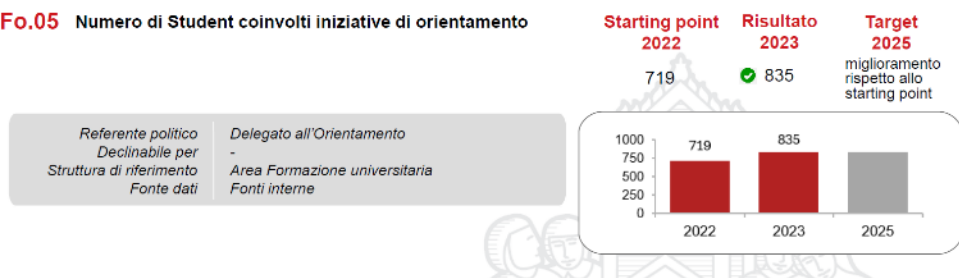 Fo.05 Numero di Student coinvolti iniziative di orientamento
Starting point 2022
Risultato 2023
Target 2025
719
835
miglioramento
rispetto allo
starting point
Referente politico Delegato all'Orientamento
Declinabile per -
Struttura di riferimento Area Formazione universitaria
Fonte dati Fonti interne
1000
750
500
250
0
719
835
2022
2023
2025